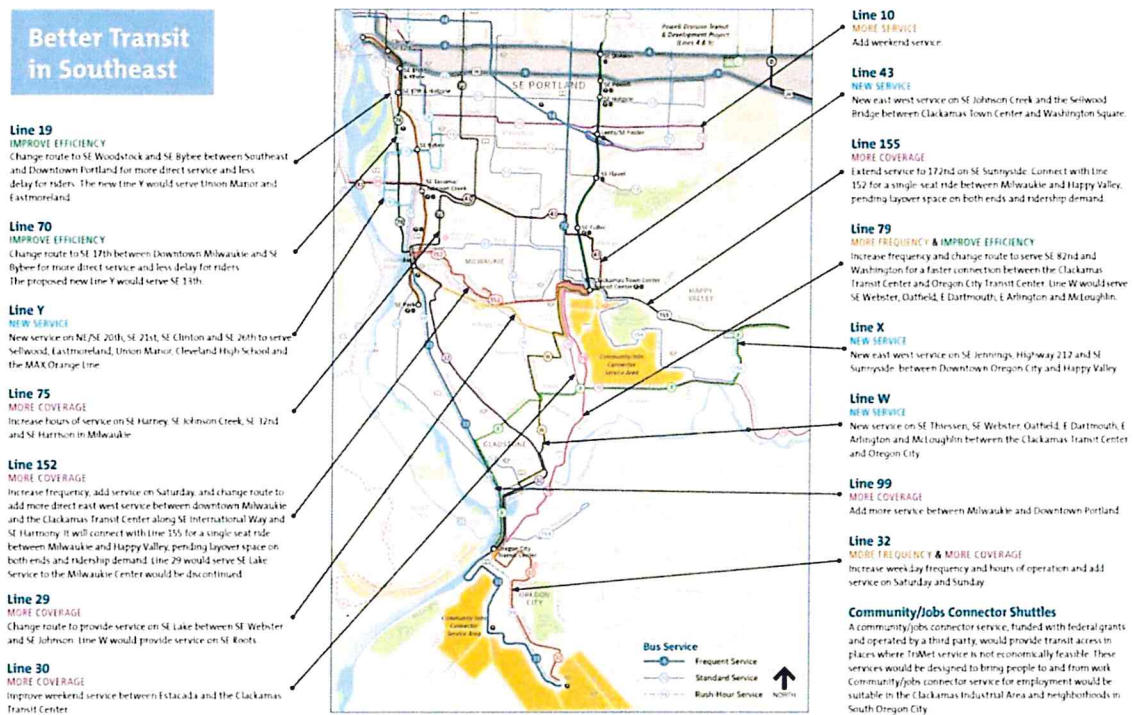 Better Transit
in Southeast
Line 19
IMPROVE EFFICIENCY
Change route to SE Woodstock and SE Bybee between Southeast
and Downtown Portland for more direct service and less
delay for riders. The new Line Y would serve Union Manor and
Eastmoreland.
Line 70
IMPROVE EFFICIENCY
Change route to SE 17th between Downtown Milwaukie and SE
Bybee for more direct service and less delay for riders
The proposed new Line Y would serve SE 13th.
Line Y
NEW SERVICE
New service on NE/SE 20th, SE 21st, SE Clinton and SE 26th to serve
Sellwood, Eastmoreland, Union Manor, Cleveland High School and
the MAX Orange Line
Line 75
MORE COVERAGE
Increase hours of service on SE Harney, SE Johnson Creek, SE 32nd
and SE Harrison in Milwaukie
Line 152
MORE COVERAGE
Increase frequency, add service on Saturday, and change route to
add more direct east west service between downtown Milwaukie
and the Clackamas Transit Center along SE International Way and
SE Harmony. It will connect with Line 155 for a single seat ride
between Milwaukie and Happy Valley, pending layover space on
both ends and ridership demand. Line 29 would serve SE Lake
Service to the Milwaukie Center would be discontinued
Line 29
MORE COVERAGE
Change route to provide service on SE Lake between SE Webster
and SE Johnson. Line W would provide service on SE Roots
Line 30
MORE COVERAGE
Improve weekend service between Estacada and the Clackamas
Transit Center
Powell Division Transit
& Development Project
(Lines 4 & 9)
SE PORTLAND
SE Bybee
SE Flavel
SE Fuller
MILWAUKIE
SE Park
HAPPY
VALLEY
Community/Jobs
Connector
Service Area
GLADSTONE
Oregon City
Transit Center
OREGON
CITY
Community/Jobs
Connector
Service Area
Bus Service
Frequent Service
Standard Service
Rush-Hour Service
NORTH
Line 10
MORE SERVICE
Add weekend service.
Line 43
NEW SERVICE
New east-west service on SE Johnson Creek and the Sellwood
Bridge between Clackamas Town Center and Washington Square.
Line 155
MORE COVERAGE
Extend service to 172nd on SE Sunnyside. Connect with Line
152 for a single-seat ride between Milwaukie and Happy Valley,
pending layover space on both ends and ridership demand.
Line 79
MORE FREQUENCY & IMPROVE EFFICIENCY
Increase frequency and change route to serve SE 82nd and
Washington for a faster connection between the Clackamas
Transit Center and Oregon City Transit Center. Line W would serve
SE Webster, Oatfield, E Dartmouth, E Arlington and McLoughlin.
Line X
NEW SERVICE
New east-west service on SE Jennings, Highway 212 and SE
Sunnyside between Downtown Oregon City and Happy Valley
Line W
NEW SERVICE
New service on SE Thiessen, SE Webster, Oatfield, E Dartmouth, E
Arlington and McLoughlin between the Clackamas Transit Center
and Oregon City
Line 99
MORE COVERAGE
Add more service between Milwaukie and Downtown Portland
Line 32
MORE FREQUENCY & MORE COVERAGE
Increase weekday frequency and hours of operation and add
service on Saturday and Sunday
Community/Jobs Connector Shuttles
A community/jobs connector service, funded with federal grants
and operated by a third party, would provide transit access in
places where TriMet service is not economically feasible. These
services would be designed to bring people to and from work
Community/jobs connector service for employment would be
suitable in the Clackamas Industrial Area and neighborhoods in
South Oregon City